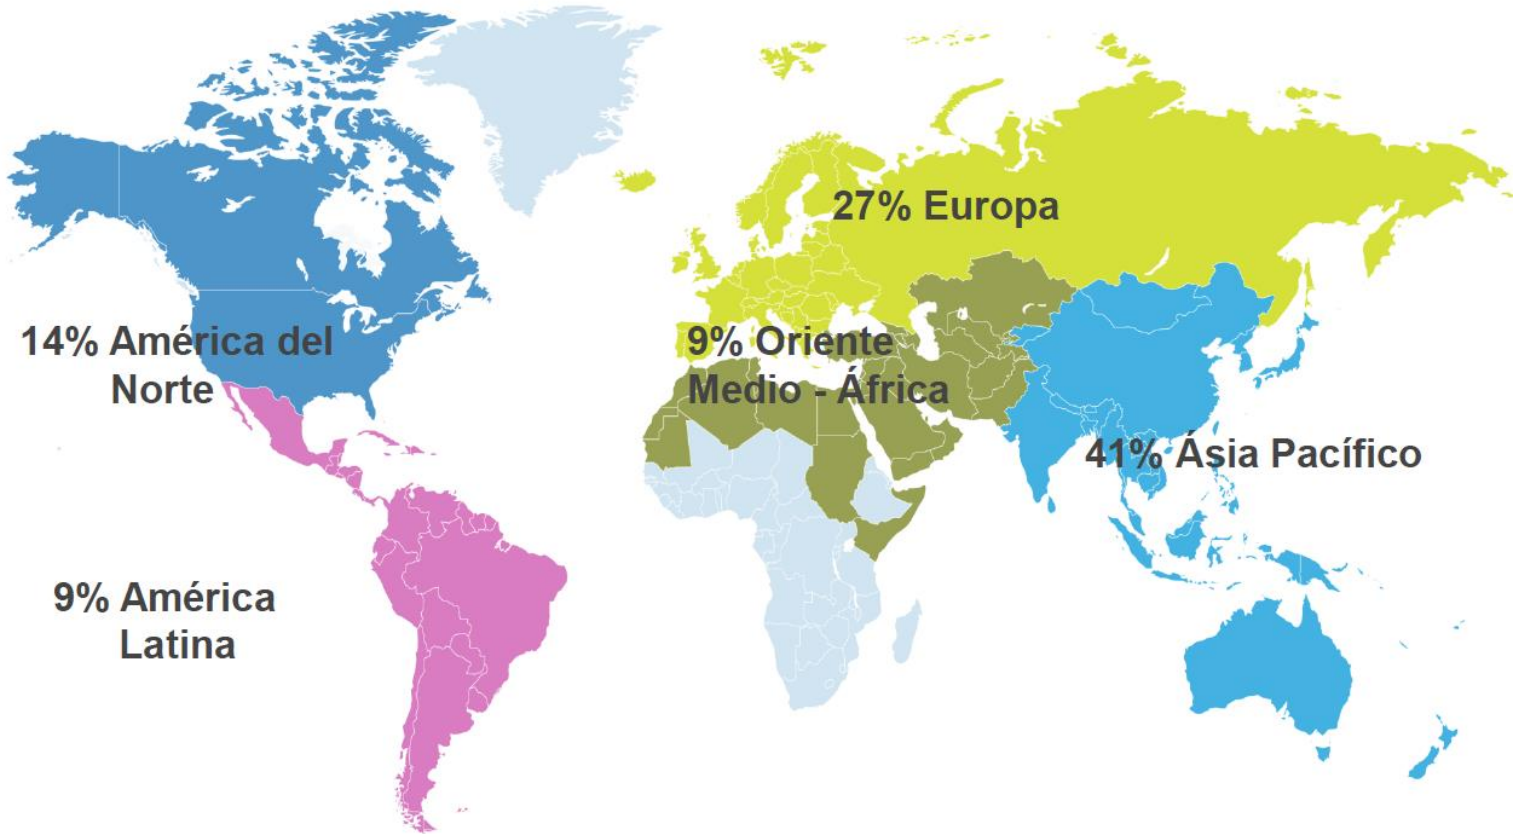 27% Europa
14% América del
Norte
9% Oriente
Medio - África
41% Ásia Pacífico
9% América
Latina